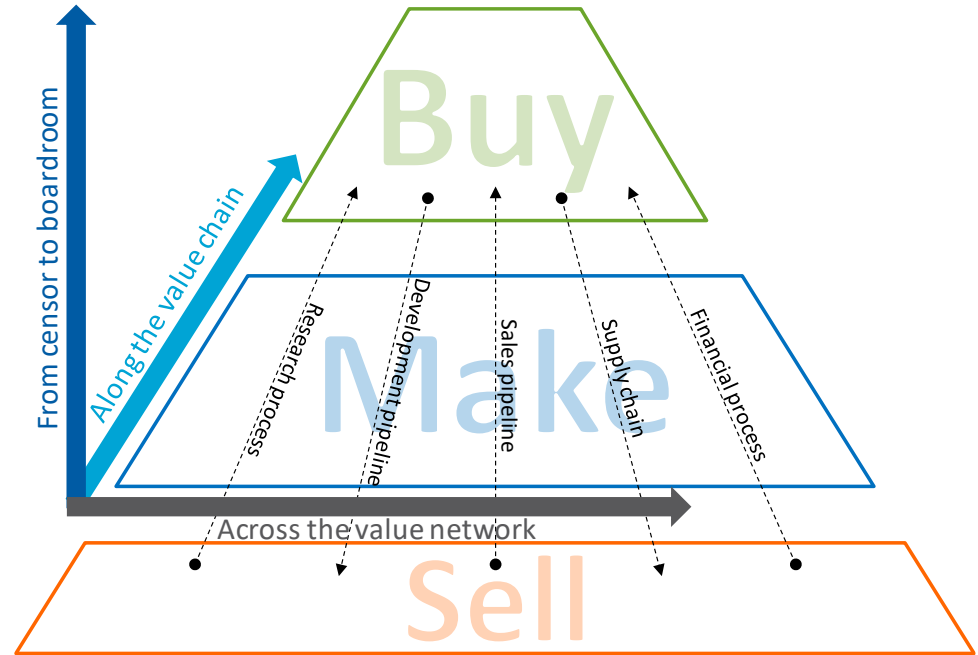 Buy
From censor to boardroom
Along the value chain
Make
Research process
Development pipeline
Sales pipeline
Supply chain
Financial process
Across the value network
Sell